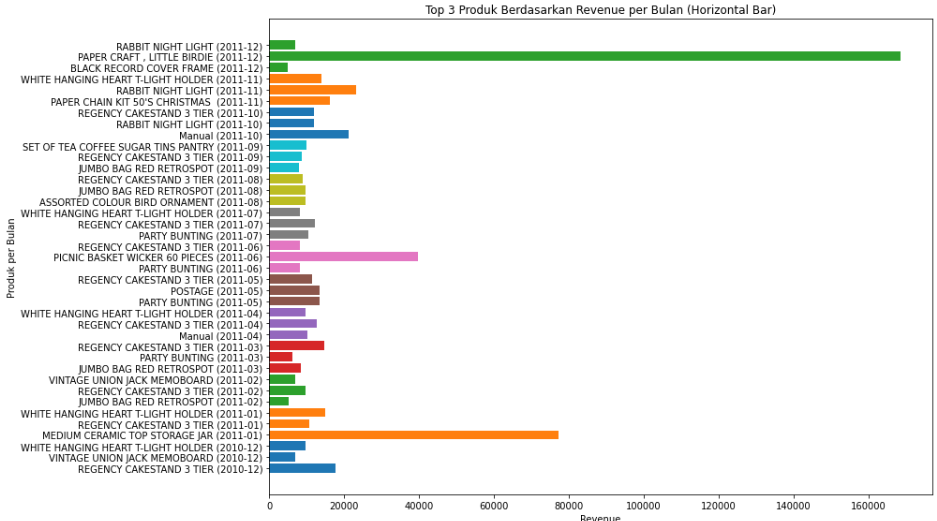 Top 3 Produk Berdasarkan Revenue per Bulan (Horizontal Bar)
Produk per Bulan
RABBIT NIGHT LIGHT (2011-12)
PAPER CRAFT , LITTLE BIRDIE (2011-12)
BLACK RECORD COVER FRAME (2011-12)
WHITE HANGING HEART T-LIGHT HOLDER (2011-11)
RABBIT NIGHT LIGHT (2011-11)
PAPER CHAIN KIT 50'S CHRISTMAS  (2011-11)
REGENCY CAKESTAND 3 TIER (2011-10)
RABBIT NIGHT LIGHT (2011-10)
Manual (2011-10)
SET OF TEA COFFEE SUGAR TINS PANTRY (2011-09)
REGENCY CAKESTAND 3 TIER (2011-09)
JUMBO BAG RED RETROSPOT (2011-09)
REGENCY CAKESTAND 3 TIER (2011-08)
JUMBO BAG RED RETROSPOT (2011-08)
ASSORTED COLOUR BIRD ORNAMENT (2011-08)
WHITE HANGING HEART T-LIGHT HOLDER (2011-07)
REGENCY CAKESTAND 3 TIER (2011-07)
PARTY BUNTING (2011-07)
REGENCY CAKESTAND 3 TIER (2011-06)
PICNIC BASKET WICKER 60 PIECES (2011-06)
PARTY BUNTING (2011-06)
REGENCY CAKESTAND 3 TIER (2011-05)
POSTAGE (2011-05)
PARTY BUNTING (2011-05)
WHITE HANGING HEART T-LIGHT HOLDER (2011-04)
REGENCY CAKESTAND 3 TIER (2011-04)
Manual (2011-04)
REGENCY CAKESTAND 3 TIER (2011-03)
PARTY BUNTING (2011-03)
JUMBO BAG RED RETROSPOT (2011-03)
VINTAGE UNION JACK MEMOBOARD (2011-02)
REGENCY CAKESTAND 3 TIER (2011-02)
JUMBO BAG RED RETROSPOT (2011-02)
WHITE HANGING HEART T-LIGHT HOLDER (2011-01)
REGENCY CAKESTAND 3 TIER (2011-01)
MEDIUM CERAMIC TOP STORAGE JAR (2011-01)
WHITE HANGING HEART T-LIGHT HOLDER (2010-12)
VINTAGE UNION JACK MEMOBOARD (2010-12)
REGENCY CAKESTAND 3 TIER (2010-12)
0 20000 40000 60000 80000 100000 120000 140000 160000
Revenue